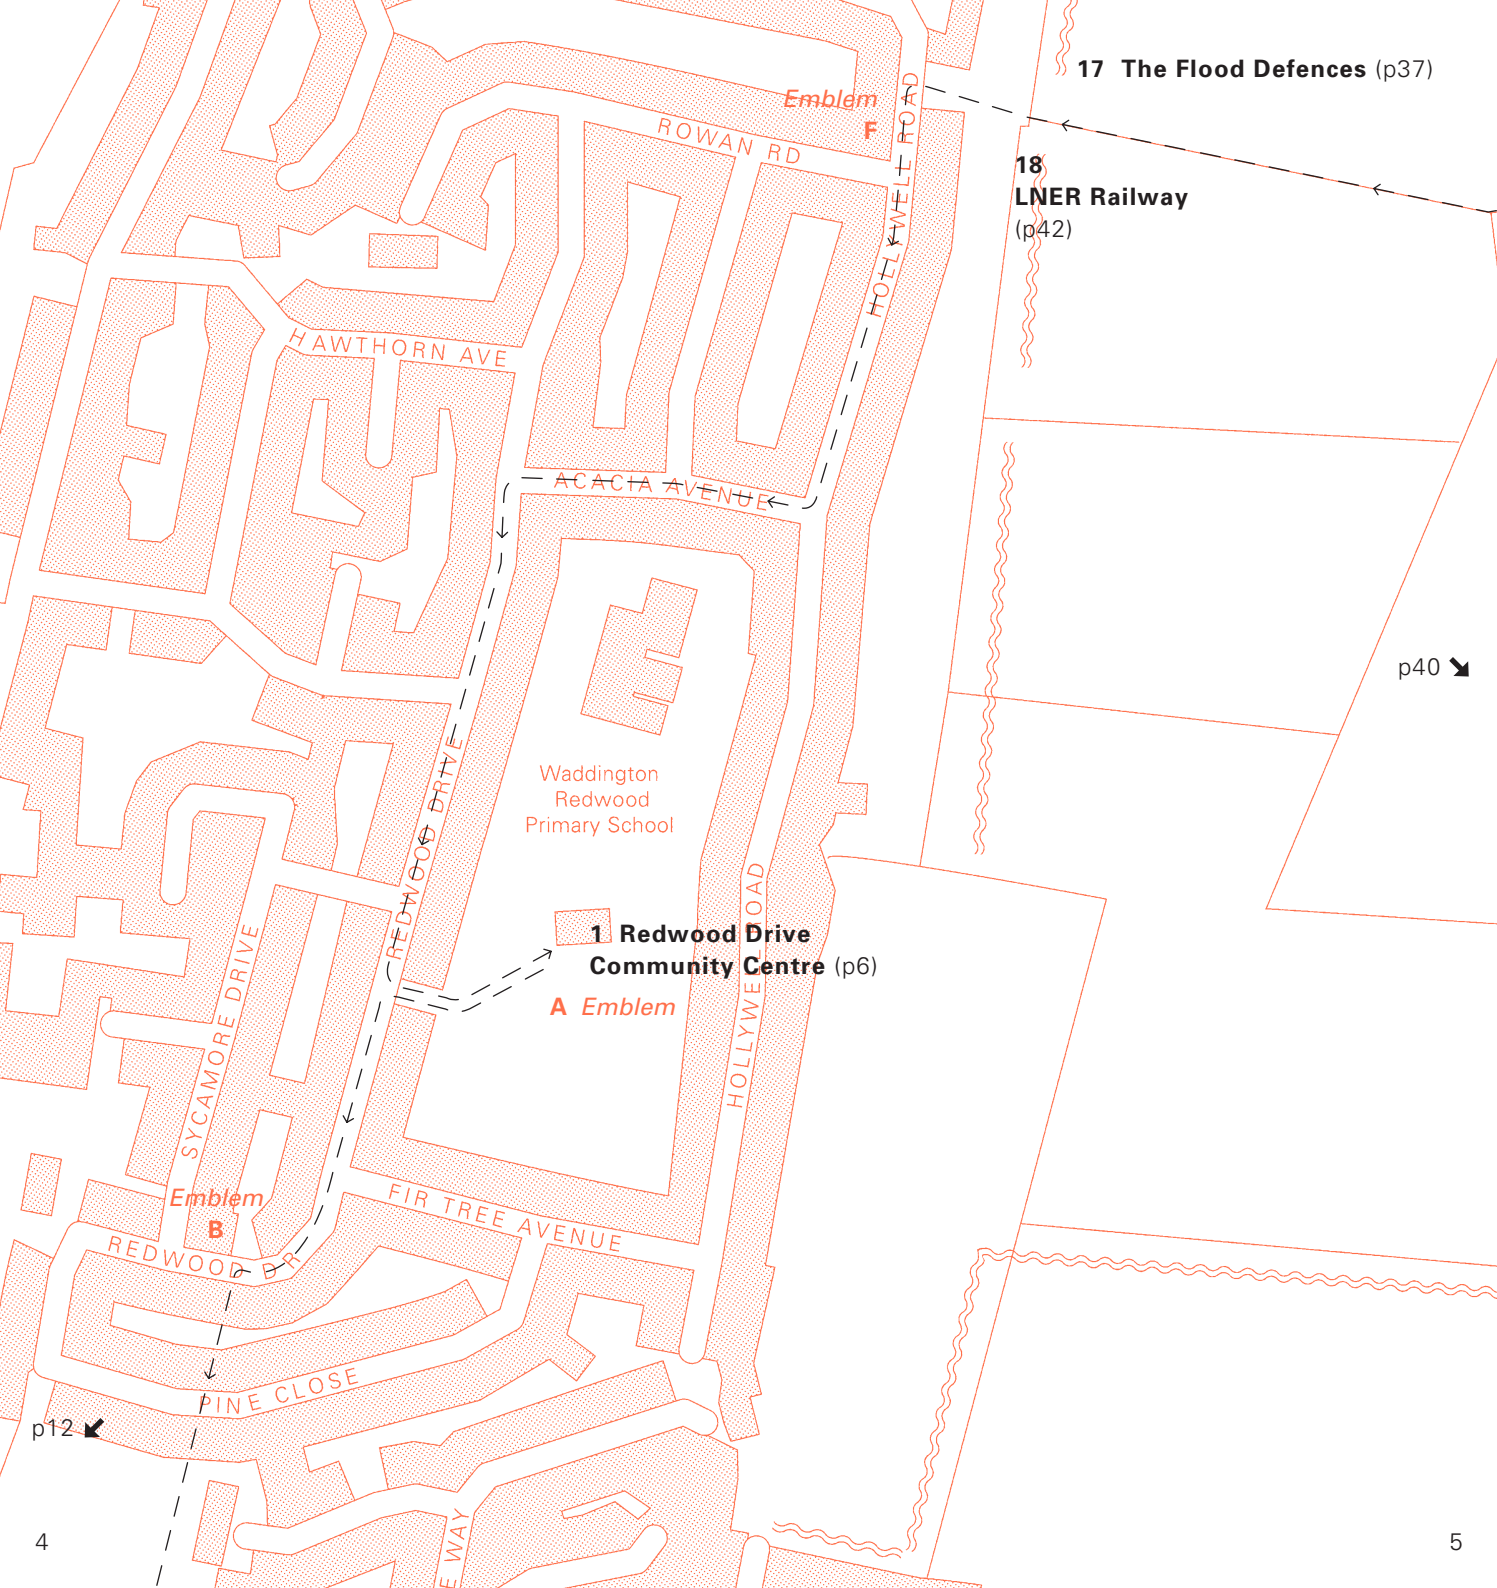 17 The Flood Defences (p37)
Emblem
F
HOLLYWELL ROAD
ROWAN RD
18
LNER Railway
(p42)
HAWTHORN AVE
ACACIA AVENUE
p40
REDWOOD DRIVE
Waddington
Redwood
Primary School
1 Redwood Drive
Community Centre (p6)
A Emblem
HOLLYWELL ROAD
SYCAMORE DRIVE
Emblem
B
FIR TREE AVENUE
REDWOOD DR
PINE CLOSE
p12
E WAY
4
5